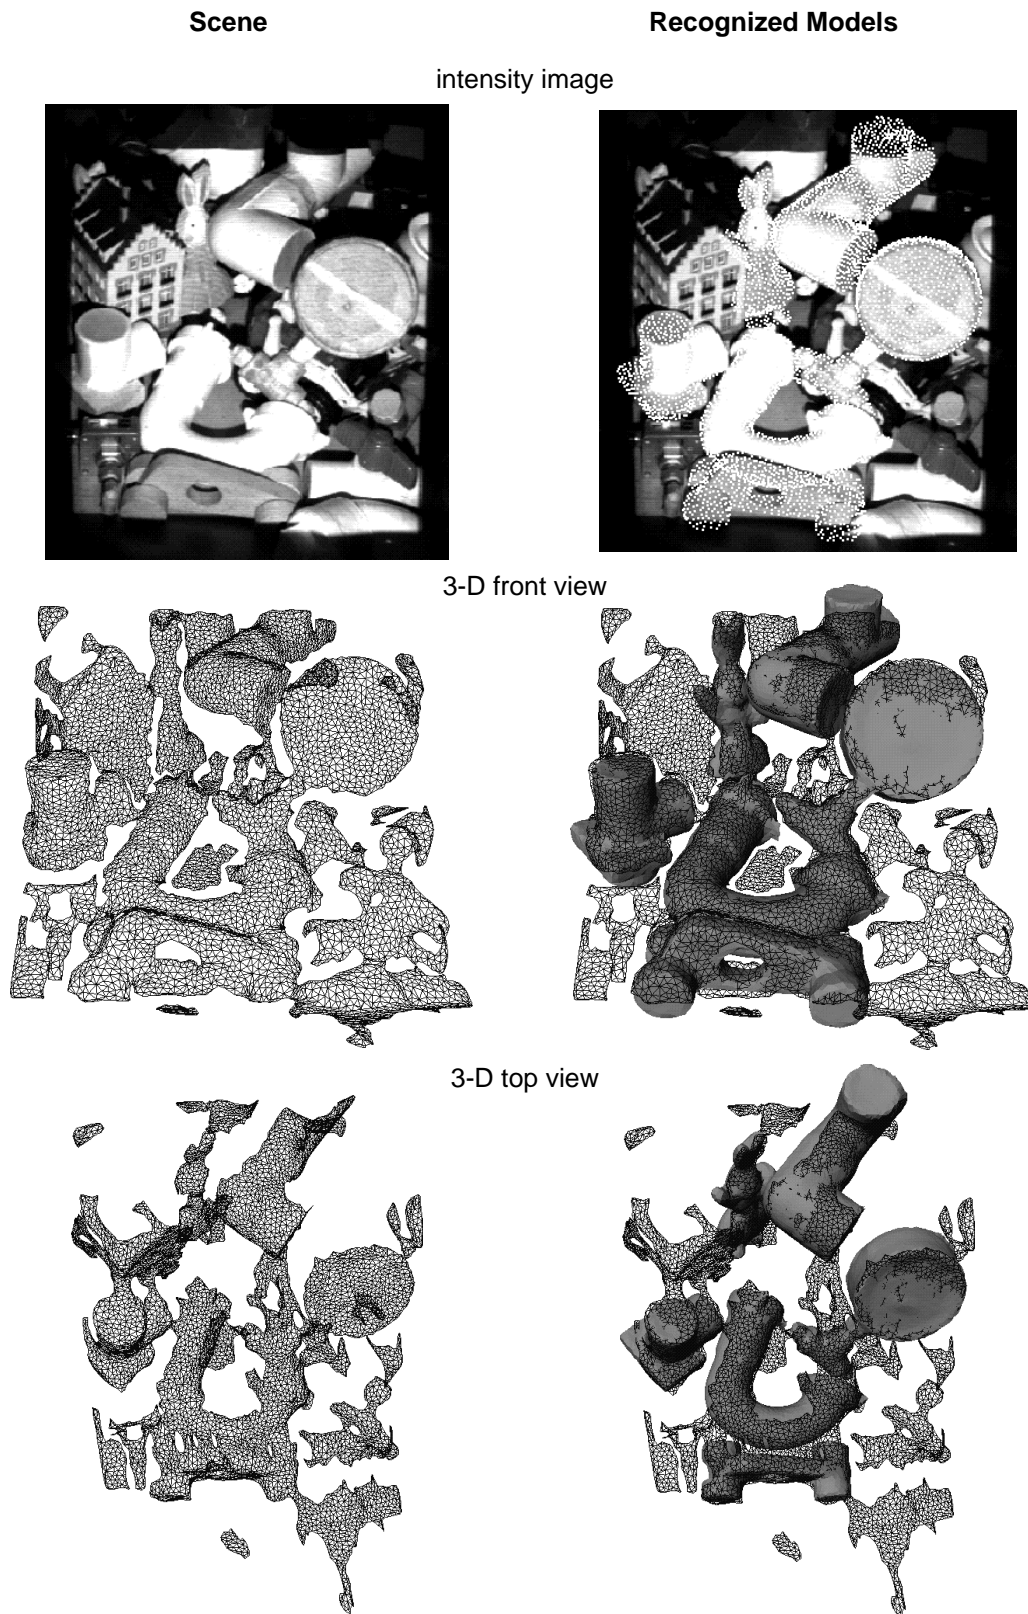 Scene
Recognized Models
intensity image
3-D front view
3-D top view